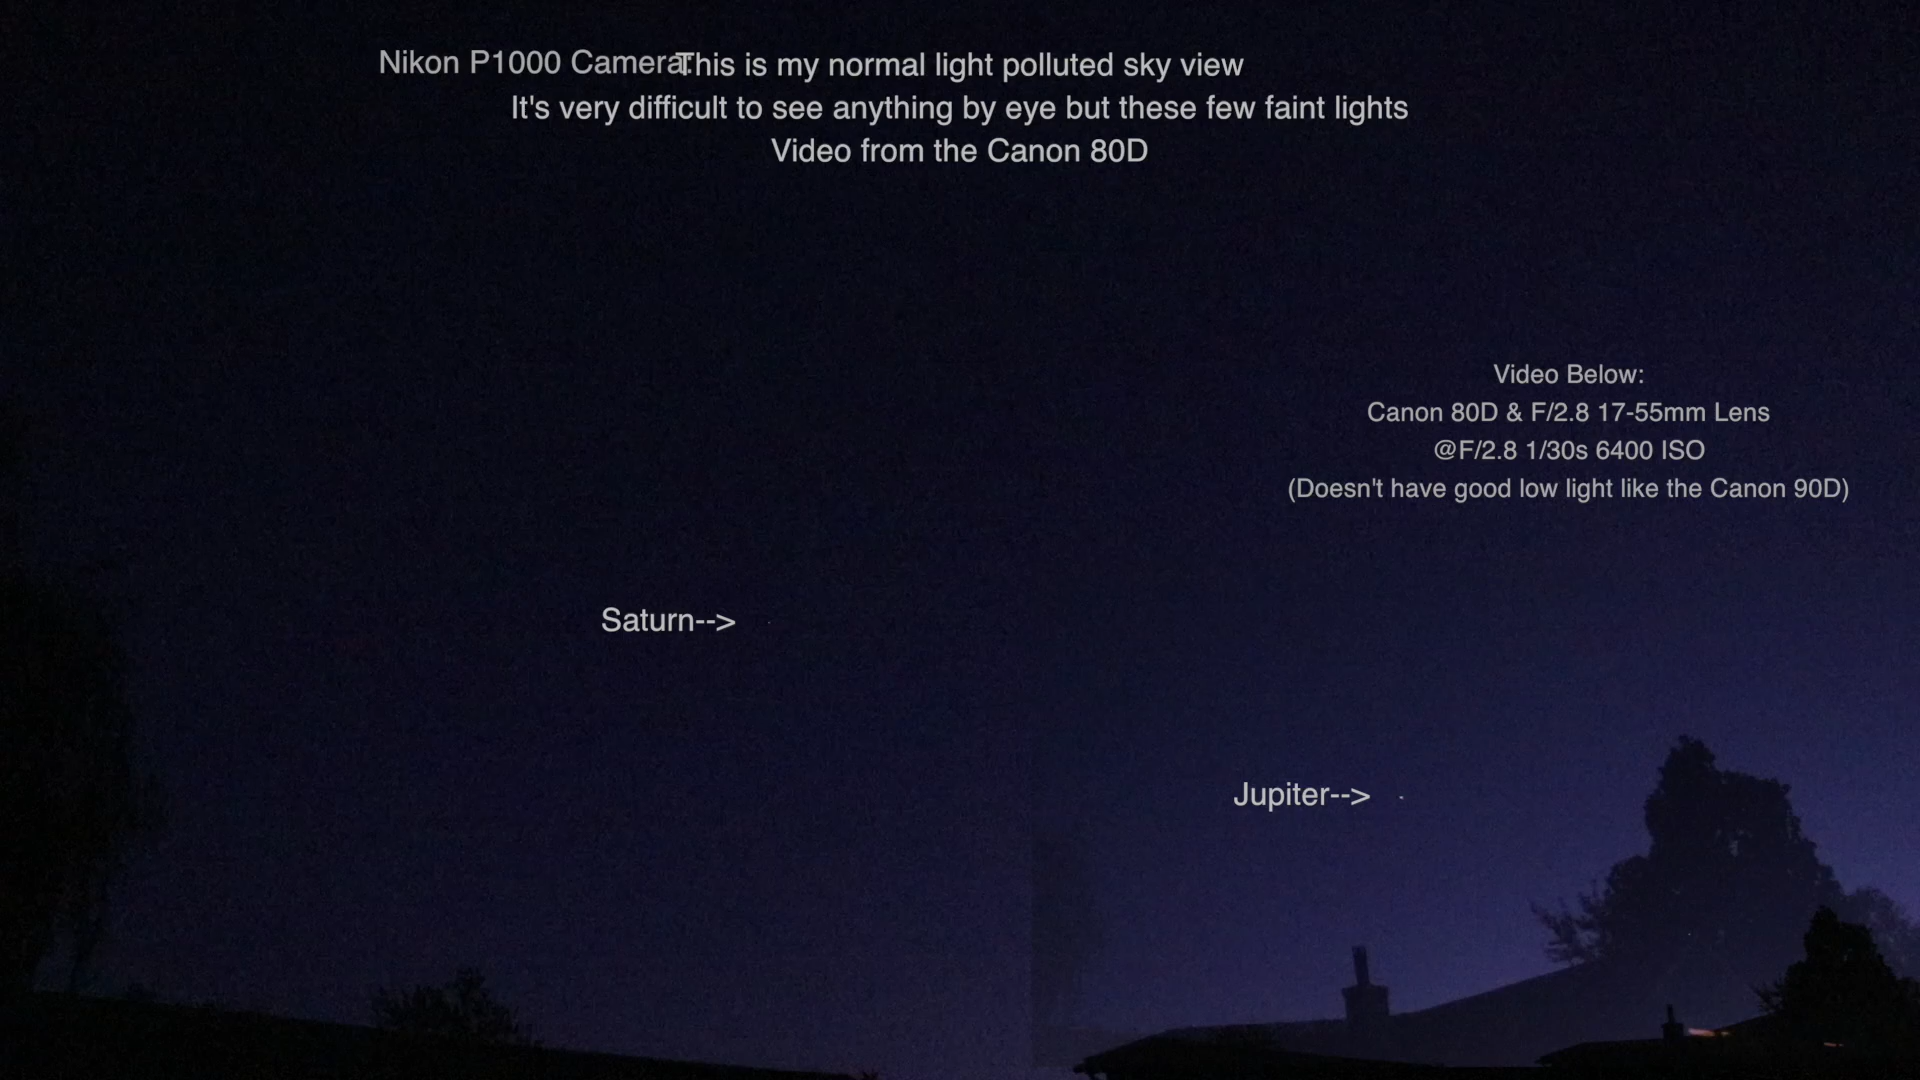 Nikon P1000 Camera:
This is my normal light polluted sky view
It's very difficult to see anything by eye but these few faint lights
Video from the Canon 80D
Video Below:
Canon 80D & F/2.8 17-55mm Lens
@F/2.8 1/30s 6400 ISO
(Doesn't have good low light like the Canon 90D)
Saturn-->
Jupiter-->